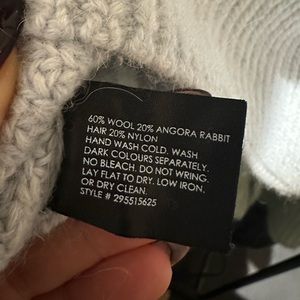 60% WOOL 20% ANGORA RABBIT
HAIR 20% NYLON
HAND WASH COLD. WASH
DARK COLOURS SEPARATELY.
NO BLEACH. DO NOT WRING.
LAY FLAT TO DRY. LOW IRON.
OR DRY CLEAN.
STYLE # 295515625